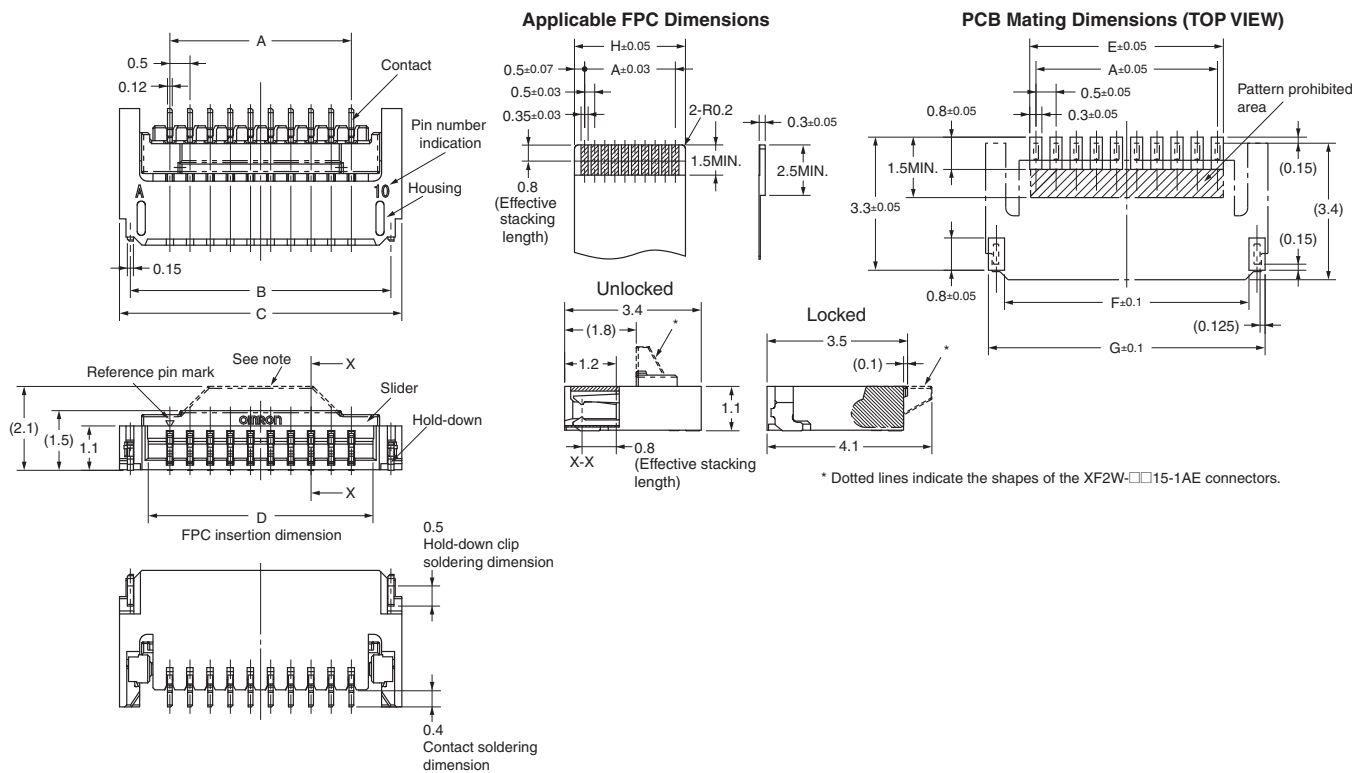 Applicable FPC Dimensions
PCB Mating Dimensions (TOP VIEW)
A
0.5
0.12
Contact
Pin number
indication
A
10
Housing
0.15
B
C
H±0.05
0.5±0.07
A±0.03
0.5±0.03
0.35±0.03
2-R0.2
0.3±0.05
1.5MIN.
2.5MIN.
0.8
(Effective
stacking
length)
E±0.05
A±0.05
0.5±0.05
0.3±0.05
0.8±0.05
Pattern prohibited
area
1.5MIN.
3.3±0.05
(0.15)
(3.4)
(0.15)
0.8±0.05
F±0.1
(0.125)
G±0.1
Unlocked
3.4
(1.8)
*
1.2
1.1
X-X
0.8
(Effective stacking
length)
Locked
3.5
(0.1)
*
4.1
* Dotted lines indicate the shapes of the XF2W-□□15-1AE connectors.
See note
X
Reference pin mark
Slider
OMRON
Hold-down
(2.1)
(1.5)
1.1
X
D
FPC insertion dimension
0.5
Hold-down clip
soldering dimension
0.4
Contact soldering
dimension